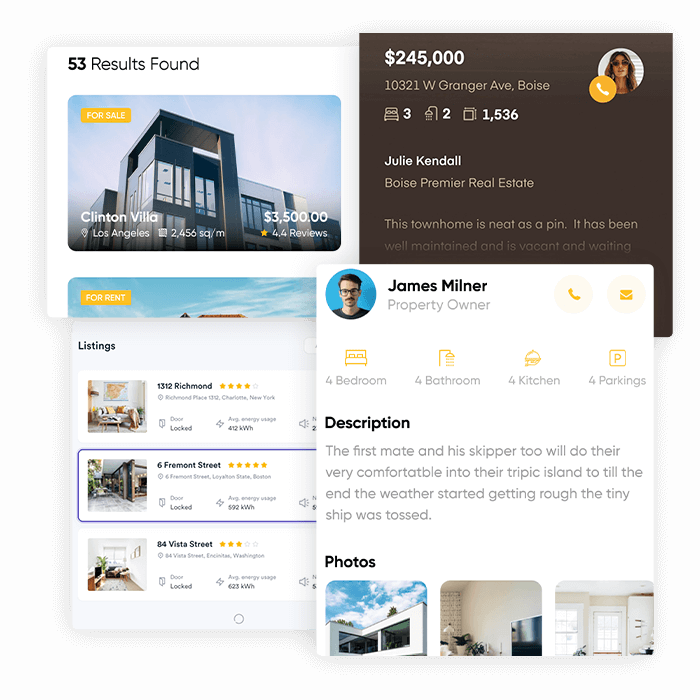 53 Results Found
FOR SALE
Clinton Villa
$3,500.00
Los Angeles
2,456 sq/m
4.4 Reviews
FOR RENT
$245,000
10321 W Granger Ave, Boise
3
2
1,536
Julie Kendall
Boise Premier Real Estate
This townhome is neat as a pin. It has been
well maintained and is vacant and waiting
Listings
1312 Richmond
Richmond Place 1312, Charlotte, New York
Door
Locked
Avg. energy usage
412 kWh
6 Fremont Street
6 Fremont Street, Loyalton State, Boston
Door
Locked
Avg. energy usage
592 kWh
84 Vista Street
84 Vista Street, Encinitas, Washington
Door
Locked
Avg. energy usage
623 kWh
James Milner
Property Owner
4 Bedroom
4 Bathroom
4 Kitchen
P
4 Parkings
Description
The first mate and his skipper too will do their
very comfortatble into their tripic island to till the
end the weather started getting rough the tiny
ship was tossed.
Photos